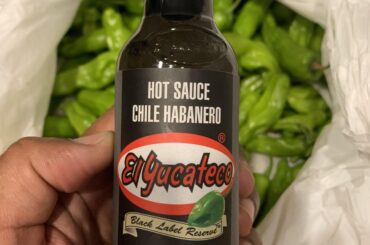 HOT SAUCE
CHILE HABANERO
El Yucateco®
Black Label Reserve